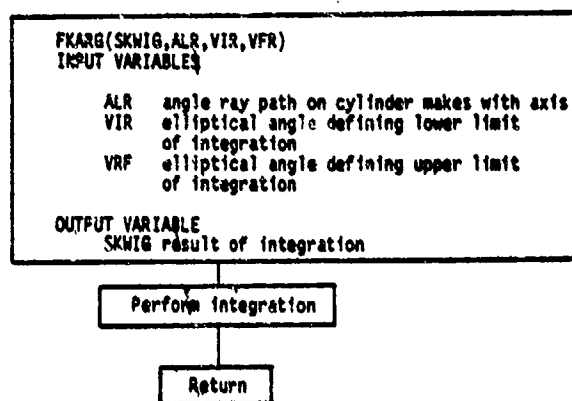 FKARG(SKWIG,ALR,VIR,VFR)
INPUT VARIABLES
ALR angle ray path on cylinder makes with axis
VIR elliptical angle defining lower limit
of integration
VRF elliptical angle defining upper limit
of integration
OUTPUT VARIABLE
SKWIG result of integration
Perform integration
Return